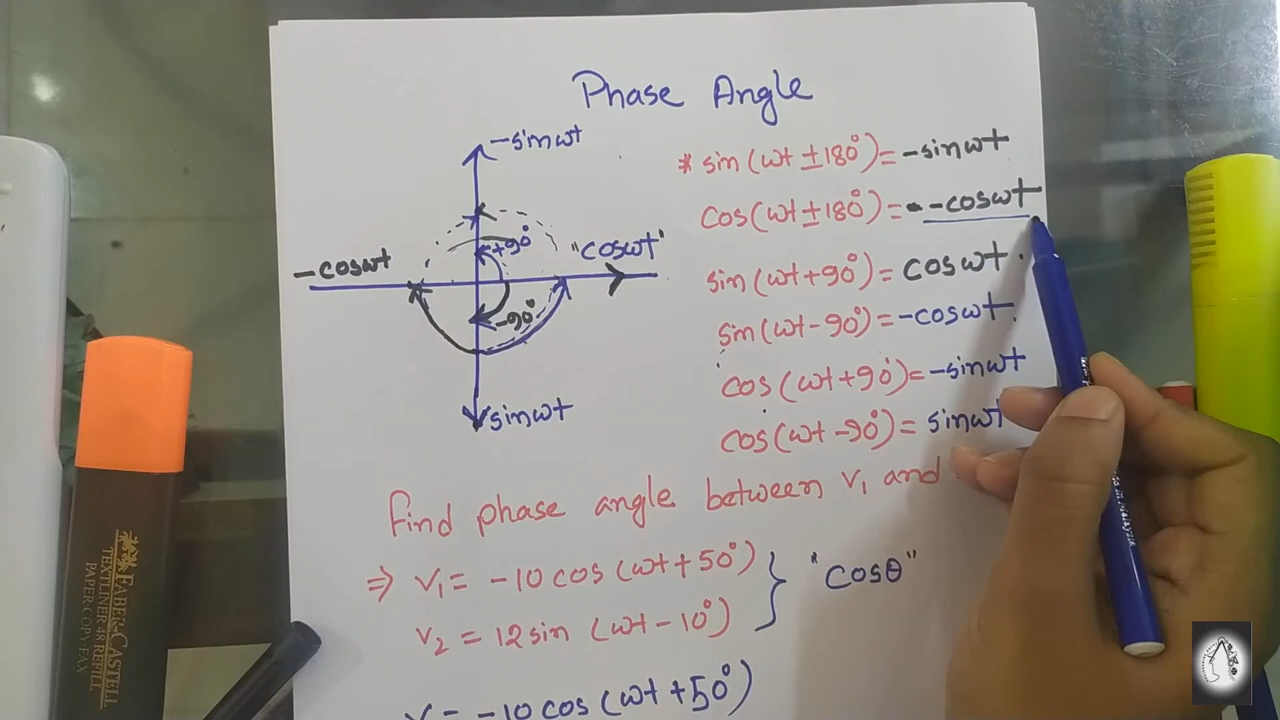 Phase Angle
-sinωt
+90°
"cosωt"
-cosωt
-90°
sinωt
* sin(ωt ± 180°) = -sinωt
cos(ωt ± 180°) = -cosωt
sin(ωt + 90°) = cosωt.
sin(ωt - 90°) = -cosωt.
cos(ωt + 90°) = -sinωt
cos(ωt - 90°) = sinωt
find phase angle between v₁ and
⇒ v₁ = -10 cos (ωt + 50°) } "cosθ"
v₂ = 12 sin (ωt - 10°)
= -10 cos (ωt + 50°)
FABER-CASTELL
TEXTLINER 48 REFILL
PAPER·COPY·FAX